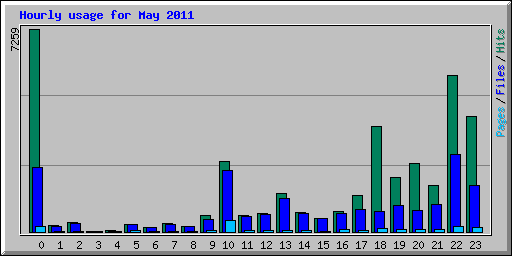 Hourly usage for May 2011
7259
Pages / Files / Hits
0 1 2 3 4 5 6 7 8 9 10 11 12 13 14 15 16 17 18 19 20 21 22 23